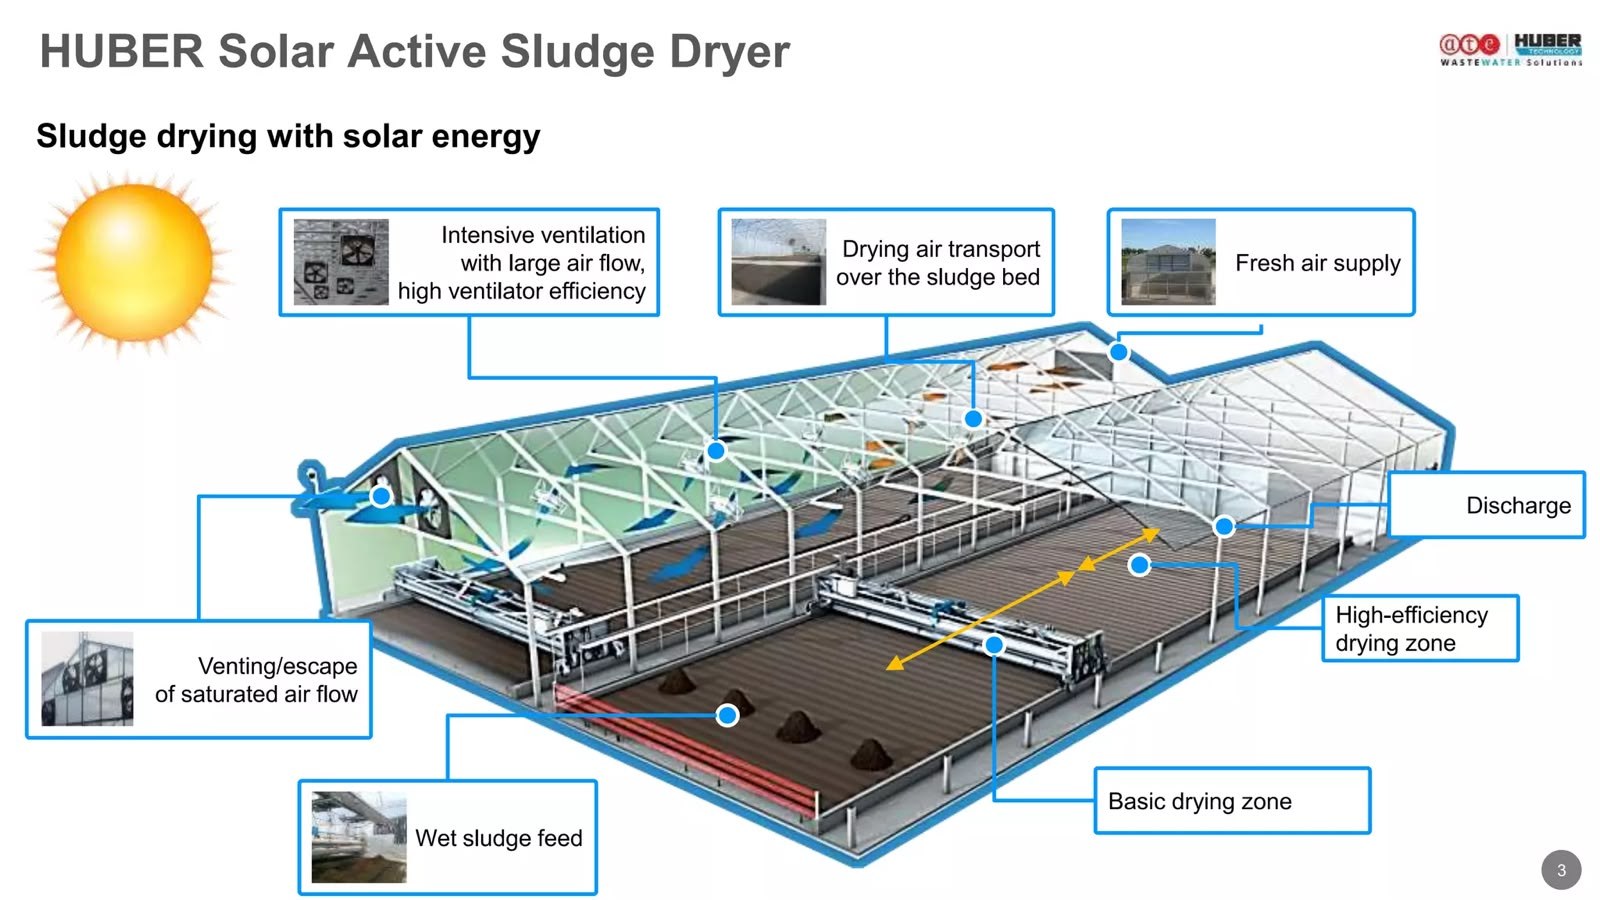 HUBER Solar Active Sludge Dryer
ate HUBER
TECHNOLOGY
WASTEWATER Solutions
Sludge drying with solar energy
Intensive ventilation
with large air flow,
high ventilator efficiency
Drying air transport
over the sludge bed
Fresh air supply
Discharge
High-efficiency
drying zone
Venting/escape
of saturated air flow
Basic drying zone
Wet sludge feed
3